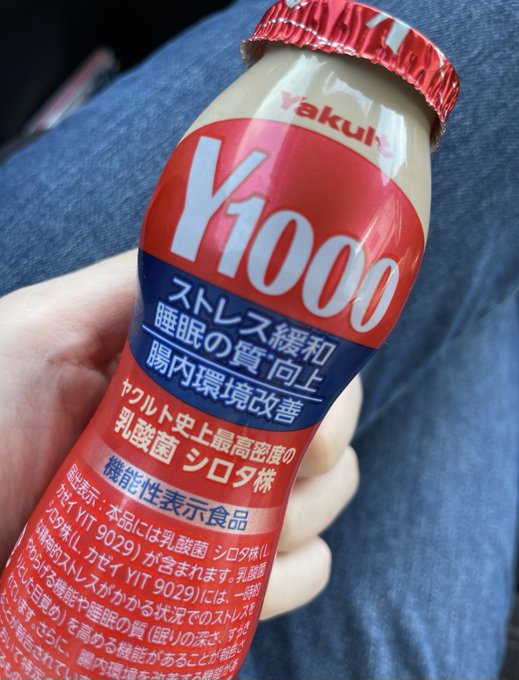 Yakult
Y1000
ストレス緩和
睡眠の質 向上
腸内環境改善
ヤクルト史上最高密度の
乳酸菌 シロタ株
機能性表示食品
届出表示:本品には乳酸菌 シロタ株(L.
カゼイ YIT 9029)が含まれます。乳酸菌
シロタ株(L. カゼイ YIT 9029)には、一時的
な精神的ストレスがかかる状況でのストレスを
やわらげる機能や睡眠の質(眠りの深さ、すっき
りした目覚め)を高める機能があることが報告
さらに、腸内環境を改善する機能が